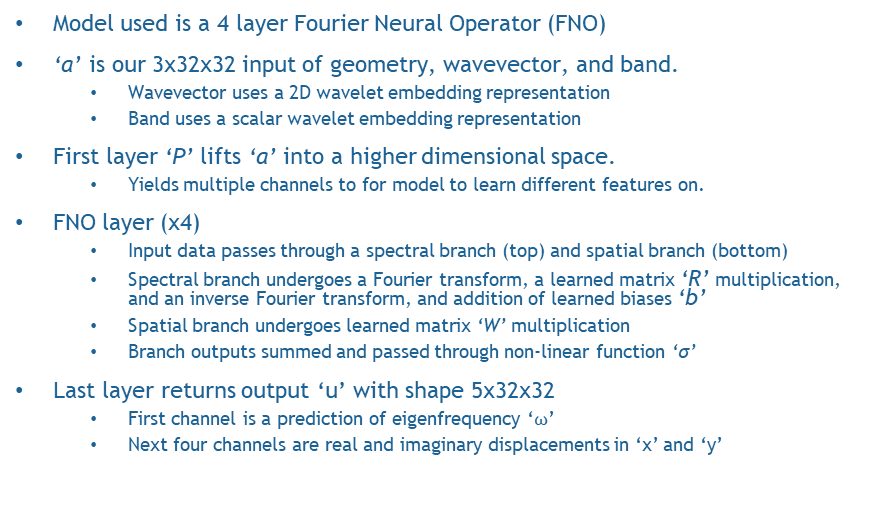 • Model used is a 4 layer Fourier Neural Operator (FNO)
• ‘a’ is our 3x32x32 input of geometry, wavevector, and band.
• Wavevector uses a 2D wavelet embedding representation
• Band uses a scalar wavelet embedding representation
• First layer ‘P’ lifts ‘a’ into a higher dimensional space.
• Yields multiple channels to for model to learn different features on.
• FNO layer (x4)
• Input data passes through a spectral branch (top) and spatial branch (bottom)
• Spectral branch undergoes a Fourier transform, a learned matrix ‘R’ multiplication,
and an inverse Fourier transform, and addition of learned biases ‘b’
• Spatial branch undergoes learned matrix ‘W’ multiplication
• Branch outputs summed and passed through non-linear function ‘σ’
• Last layer returns output ‘u’ with shape 5x32x32
• First channel is a prediction of eigenfrequency ‘ω’
• Next four channels are real and imaginary displacements in ‘x’ and ‘y’